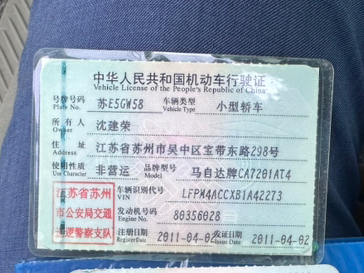 中华人民共和国机动车行驶证
Vehicle License of the People's Republic of China
号牌号码 苏E5GW58 车辆类型 小型轿车
Plate No. Vehicle Type
所有人 沈建荣
Owner
住址 江苏省苏州市吴中区宝带东路298号
Address
使用性质 非营运 品牌型号 马自达牌CA7201AT4
Use Character Model
江苏省苏州
市公安局交通
巡逻警察支队
车辆识别代号 LFPM4ACCXB1A42273
VIN
发动机号码 80356028
Engine No.
注册日期 2011-04-02 发证日期 2011-04-02
Register Date Issue Date